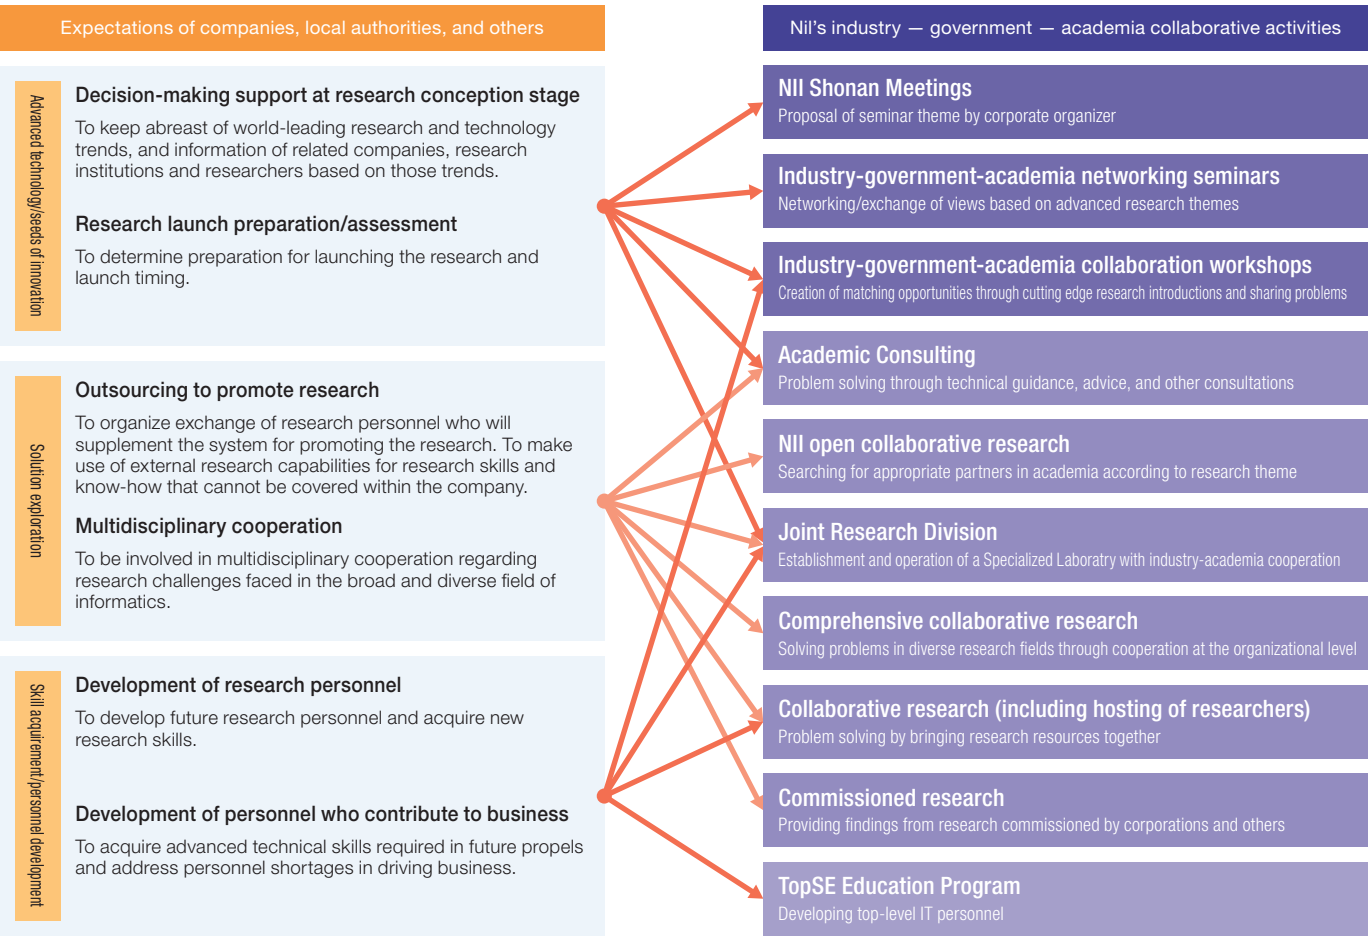 Expectations of companies, local authorities, and others
Advanced technology/seeds of innovation
Decision-making support at research conception stage
To keep abreast of world-leading research and technology
trends, and information of related companies, research
institutions and researchers based on those trends.
Research launch preparation/assessment
To determine preparation for launching the research and
launch timing.
Solution exploration
Outsourcing to promote research
To organize exchange of research personnel who will
supplement the system for promoting the research. To make
use of external research capabilities for research skills and
know-how that cannot be covered within the company.
Multidisciplinary cooperation
To be involved in multidisciplinary cooperation regarding
research challenges faced in the broad and diverse field of
informatics.
Skill acquirement/personnel development
Development of research personnel
To develop future research personnel and acquire new
research skills.
Development of personnel who contribute to business
To acquire advanced technical skills required in future propels
and address personnel shortages in driving business.
NII's industry — government — academia collaborative activities
NII Shonan Meetings
Proposal of seminar theme by corporate organizer
Industry-government-academia networking seminars
Networking/exchange of views based on advanced research themes
Industry-government-academia collaboration workshops
Creation of matching opportunities through cutting edge research introductions and sharing problems
Academic Consulting
Problem solving through technical guidance, advice, and other consultations
NII open collaborative research
Searching for appropriate partners in academia according to research theme
Joint Research Division
Establishment and operation of a Specialized Laboratry with industry-academia cooperation
Comprehensive collaborative research
Solving problems in diverse research fields through cooperation at the organizational level
Collaborative research (including hosting of researchers)
Problem solving by bringing research resources together
Commissioned research
Providing findings from research commissioned by corporations and others
TopSE Education Program
Developing top-level IT personnel